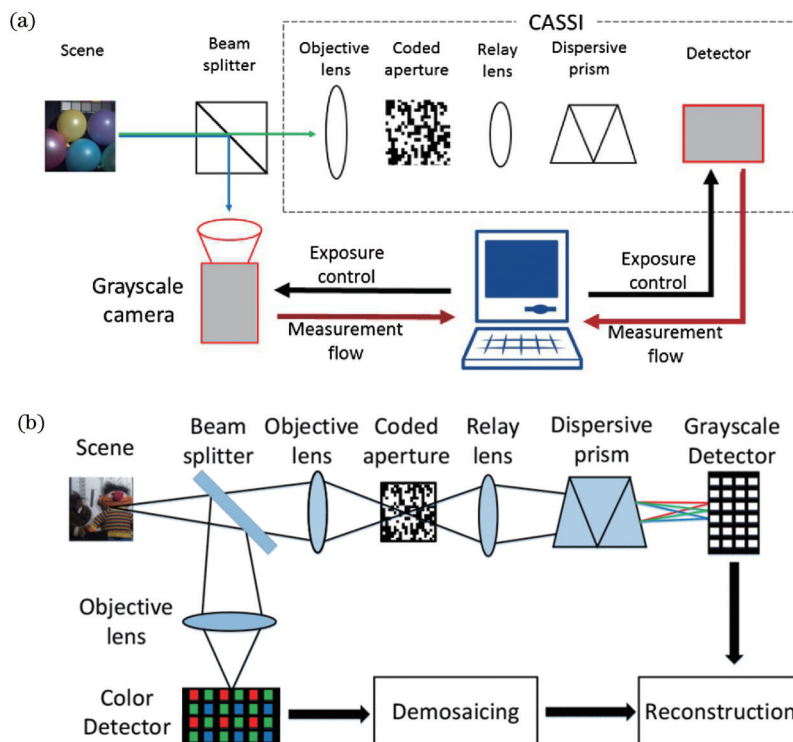 (a)
CASSI
Scene
Beam
splitter
Objective
lens
Coded
aperture
Relay
lens
Dispersive
prism
Detector
Grayscale
camera
Exposure
control
Measurement
flow
Exposure
control
Measurement
flow
(b)
Scene
Beam
splitter
Objective
lens
Coded
aperture
Relay
lens
Dispersive
prism
Grayscale
Detector
Objective
lens
Color
Detector
Demosaicing
Reconstruction